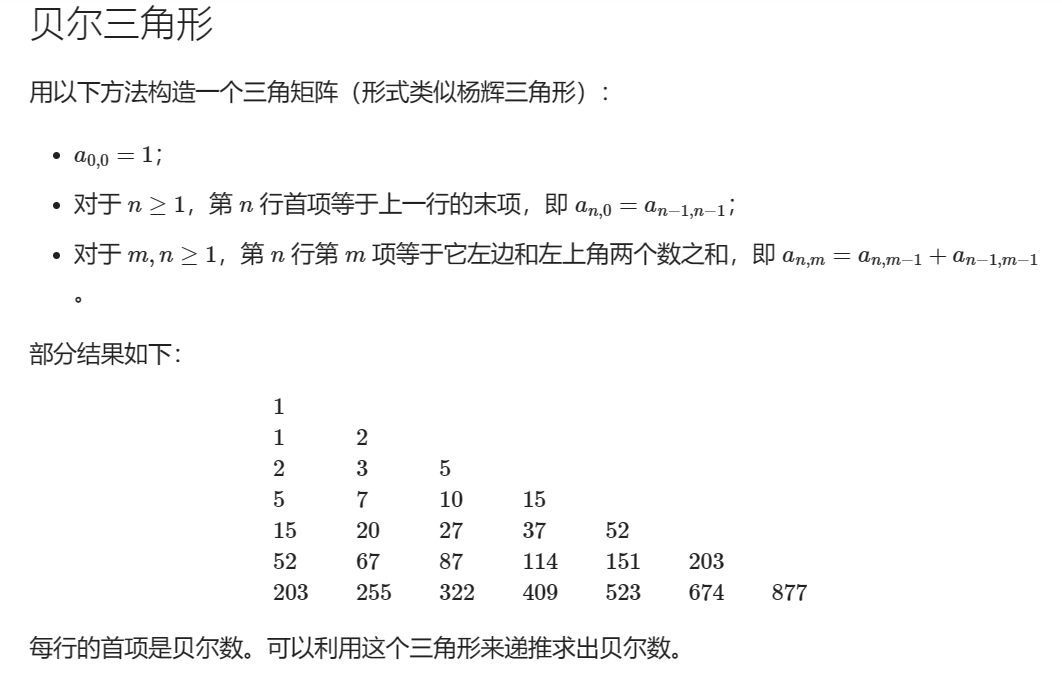 贝尔三角形
用以下方法构造一个三角矩阵（形式类似杨辉三角形）：
• a_{0,0} = 1；
• 对于 n ≥ 1，第 n 行首项等于上一行的末项，即 a_{n,0} = a_{n−1,n−1}；
• 对于 m, n ≥ 1，第 n 行第 m 项等于它左边和左上角两个数之和，即 a_{n,m} = a_{n,m−1} + a_{n−1,m−1}
。
部分结果如下：
1
1 2
2 3 5
5 7 10 15
15 20 27 37 52
52 67 87 114 151 203
203 255 322 409 523 674 877
每行的首项是贝尔数。可以利用这个三角形来递推求出贝尔数。